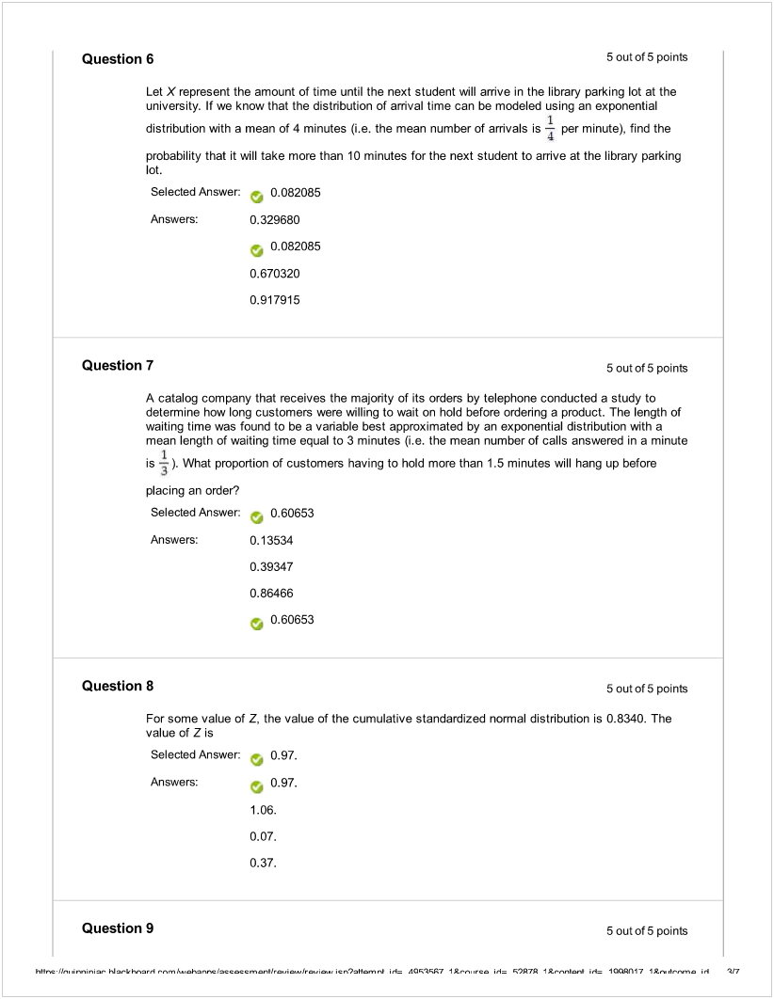 Question 6
5 out of 5 points
Let X represent the amount of time until the next student will arrive in the library parking lot at the
university. If we know that the distribution of arrival time can be modeled using an exponential
distribution with a mean of 4 minutes (i.e. the mean number of arrivals is 1/4 per minute), find the
probability that it will take more than 10 minutes for the next student to arrive at the library parking
lot.
Selected Answer: 0.082085
Answers: 0.329680
0.082085
0.670320
0.917915
Question 7
5 out of 5 points
A catalog company that receives the majority of its orders by telephone conducted a study to
determine how long customers were willing to wait on hold before ordering a product. The length of
waiting time was found to be a variable best approximated by an exponential distribution with a
mean length of waiting time equal to 3 minutes (i.e. the mean number of calls answered in a minute
is 1/3 ). What proportion of customers having to hold more than 1.5 minutes will hang up before
placing an order?
Selected Answer: 0.60653
Answers: 0.13534
0.39347
0.86466
0.60653
Question 8
5 out of 5 points
For some value of Z, the value of the cumulative standardized normal distribution is 0.8340. The
value of Z is
Selected Answer: 0.97.
Answers: 0.97.
1.06.
0.07.
0.37.
Question 9
5 out of 5 points
https://quinnipiac.blackboard.com/webapps/assessment/review/review.jsp?attempt_id=_4953567_1&course_id=_52878_1&content_id=_1998017_1&outcome_id... 3/7